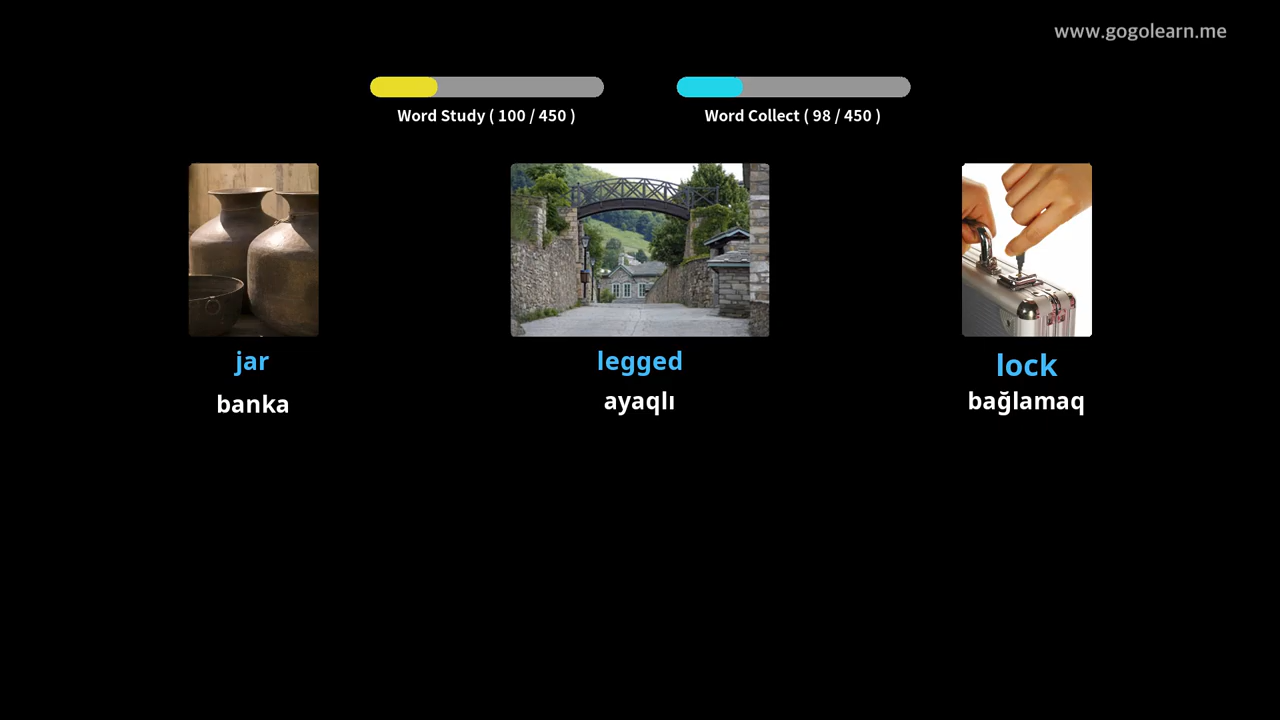 www.gogolearn.me
Word Study ( 100 / 450 )
Word Collect ( 98 / 450 )
jar
legged
lock
banka
ayaqlı
bağlamaq